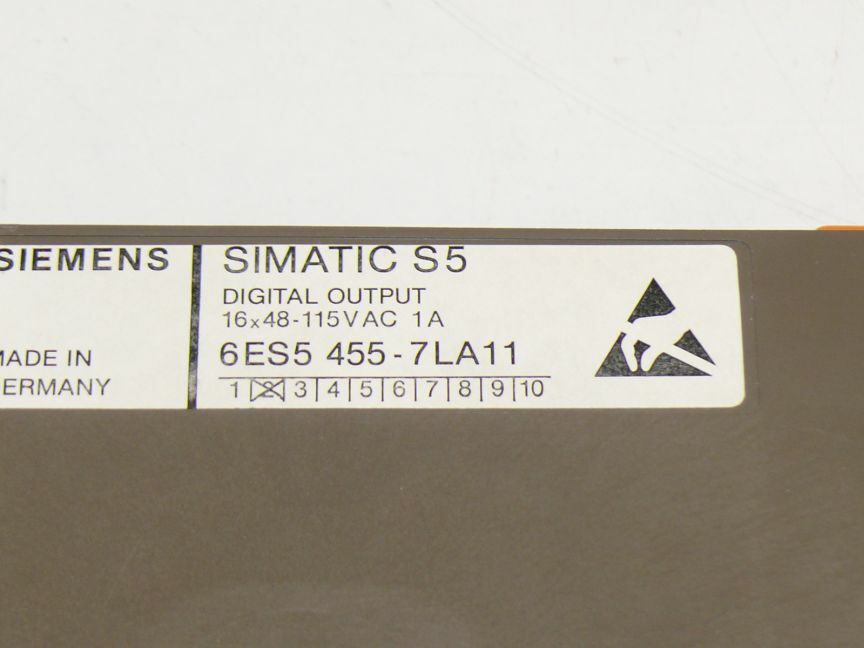 SIEMENS
SIMATIC S5
DIGITAL OUTPUT
16x48-115VAC 1A
6ES5 455-7LA11
MADE IN
GERMANY
1 2 3 4 5 6 7 8 9 10